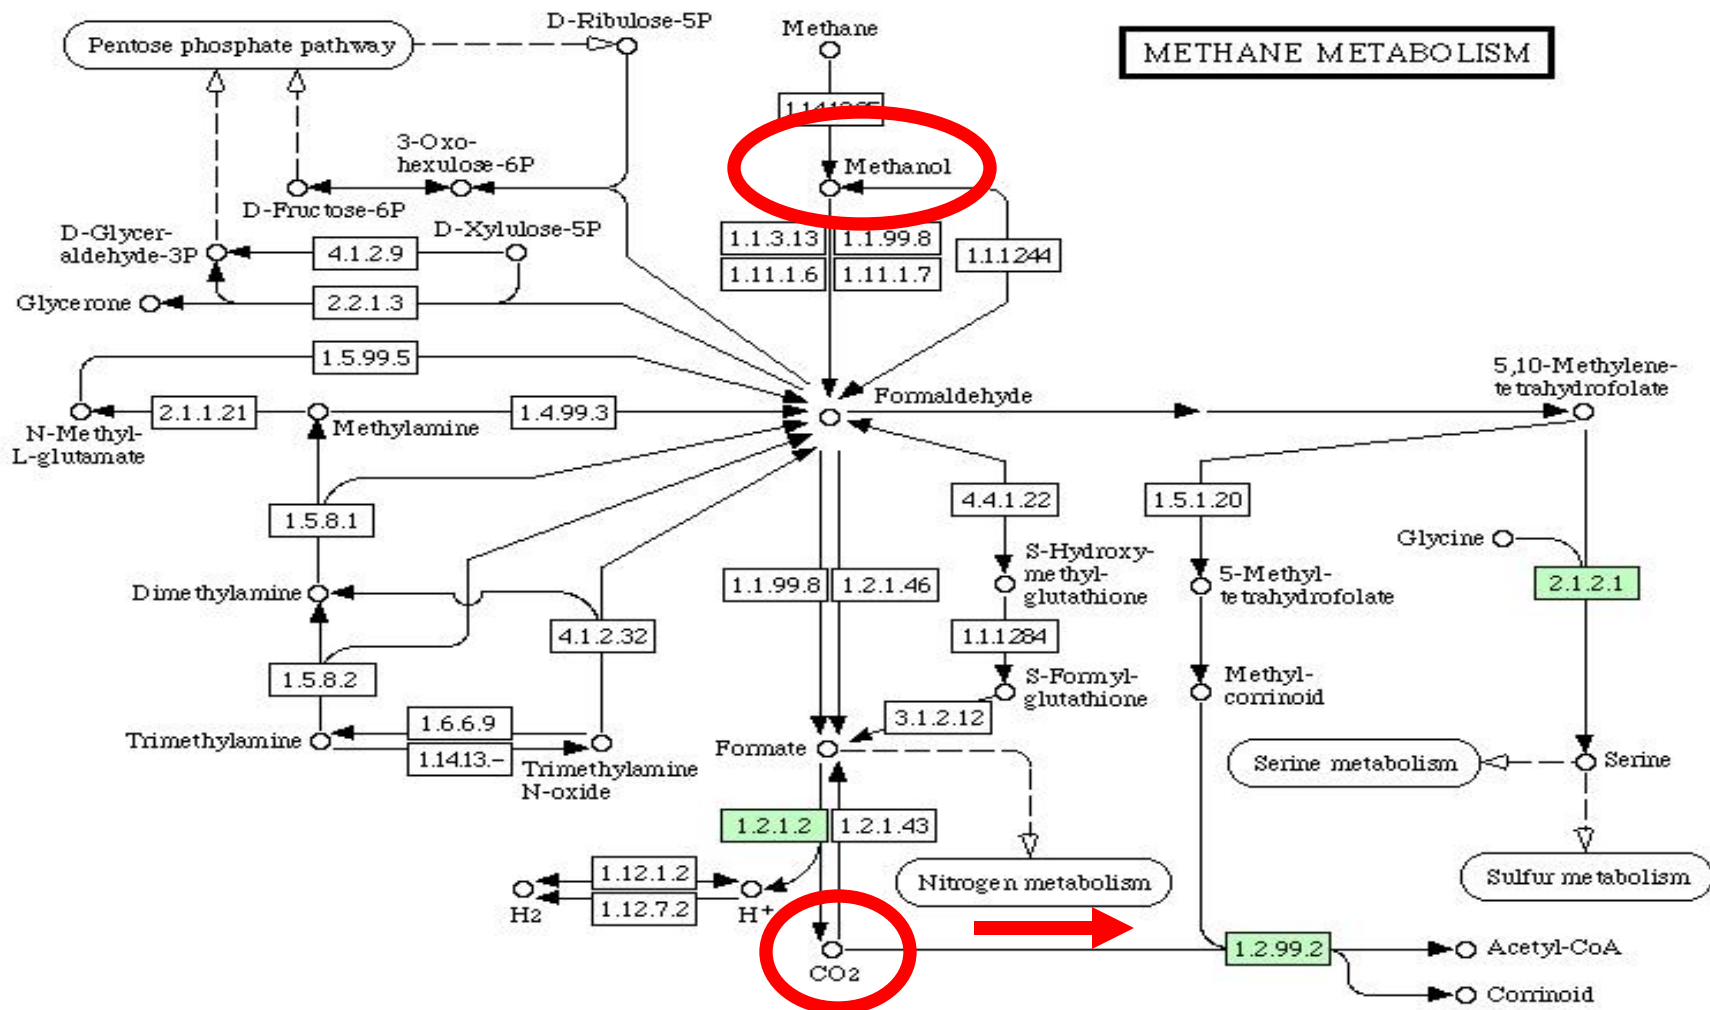 METHANE METABOLISM
Pentose phosphate pathway
D-Ribulose-5P
Methane
3-Oxo-
hexulose-6P
Methanol
D-Fructose-6P
D-Glycer-
aldehyde-3P
4.1.2.9
D-Xylulose-5P
1.1.3.13
1.1.99.8
1.11.1.6
1.11.1.7
1.1.1244
Glycerone
2.2.1.3
1.5.99.5
5,10-Methylene-
tetrahydrofolate
2.1.1.21
1.4.99.3
Formaldehyde
N-Methyl-
L-glutamate
Methylamine
1.5.8.1
4.4.1.22
1.5.1.20
Glycine
S-Hydroxy-
methyl-
glutathione
5-Methyl-
tetrahydrofolate
2.1.2.1
Dimethylamine
1.1.99.8
1.2.1.46
4.1.2.32
1.1.1284
1.5.8.2
S-Formyl-
glutathione
Methyl-
corrinoid
1.6.6.9
3.1.2.12
Trimethylamine
1.14.13.-
Trimethylamine
N-oxide
Formate
Serine metabolism
Serine
1.2.1.2
1.2.1.43
1.12.1.2
1.12.7.2
H2
H+
Nitrogen metabolism
Sulfur metabolism
CO2
1.2.99.2
Acetyl-CoA
Corrinoid